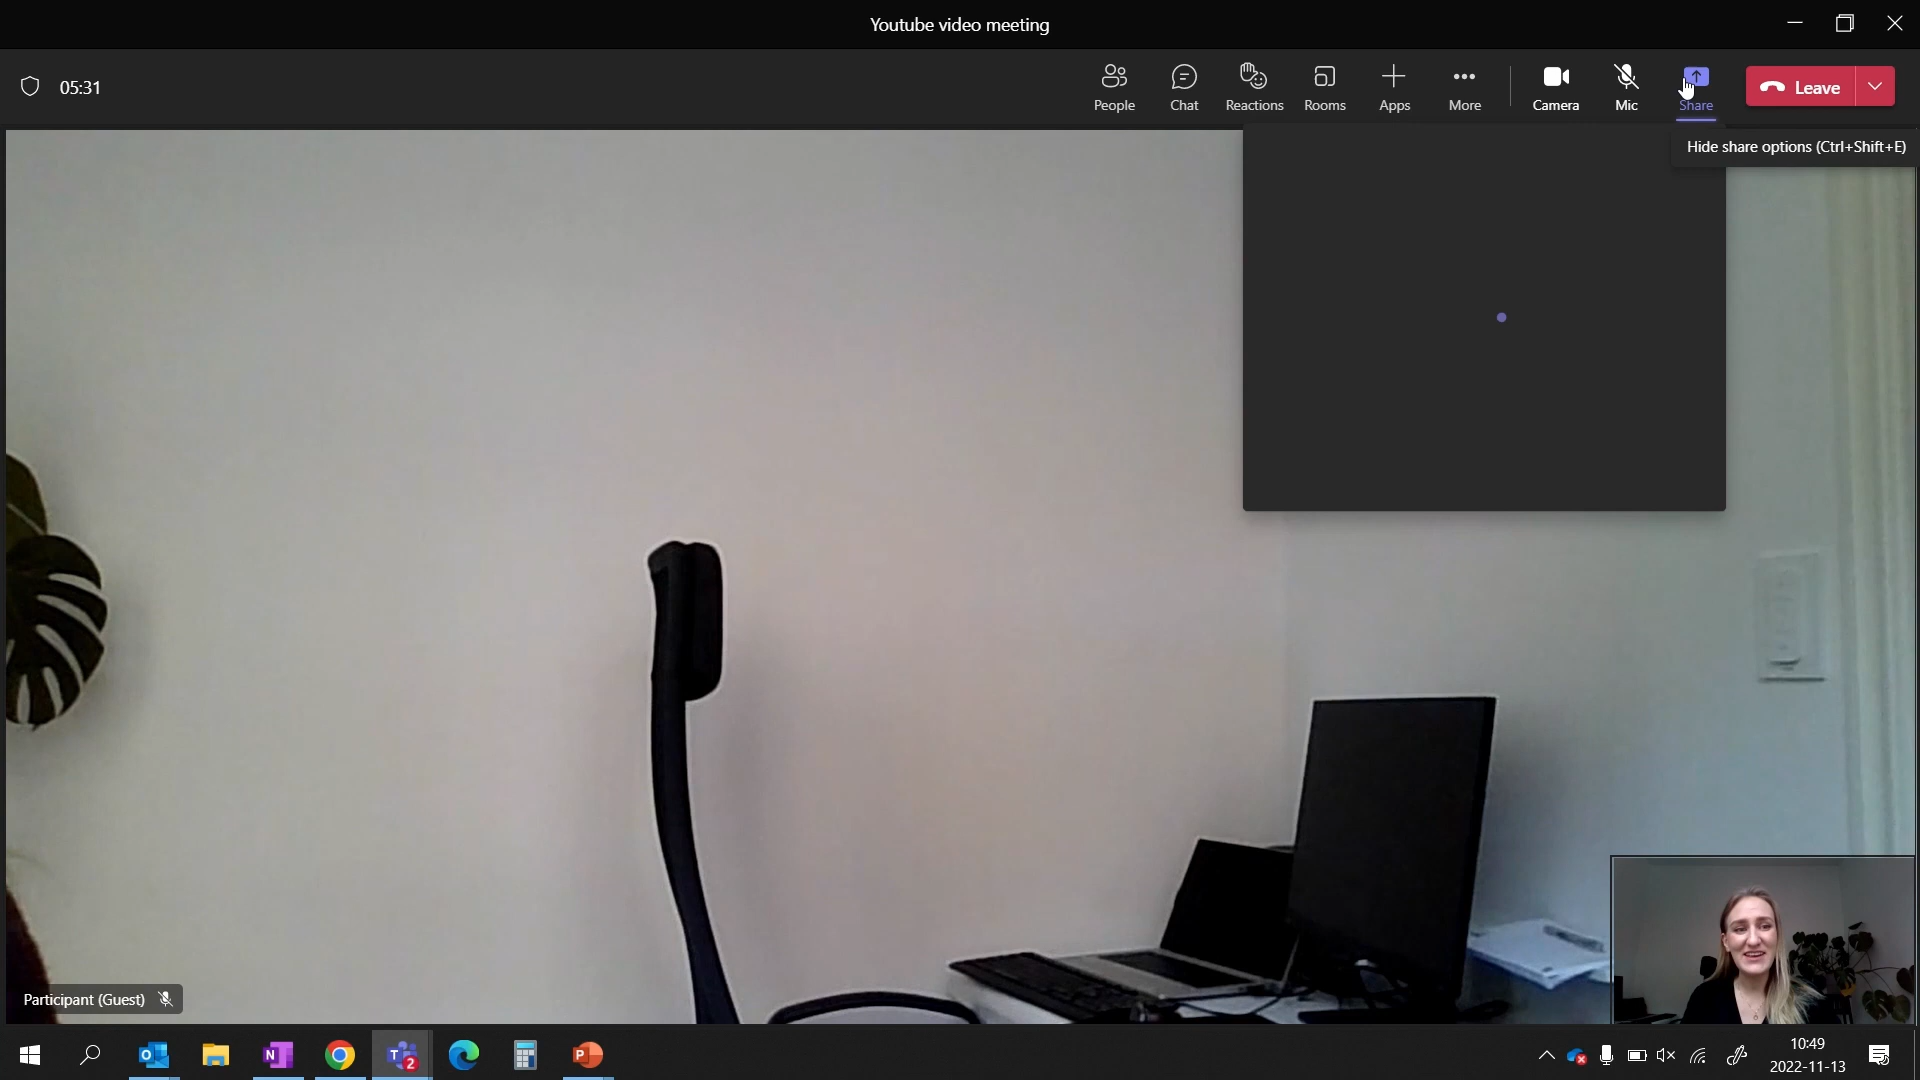 Youtube video meeting
05:31
People
Chat
Reactions
Rooms
Apps
More
Camera
Mic
Share
Leave
Hide share options (Ctrl+Shift+E)
Participant (Guest)
O
N
T
2
P
10:49
2022-11-13